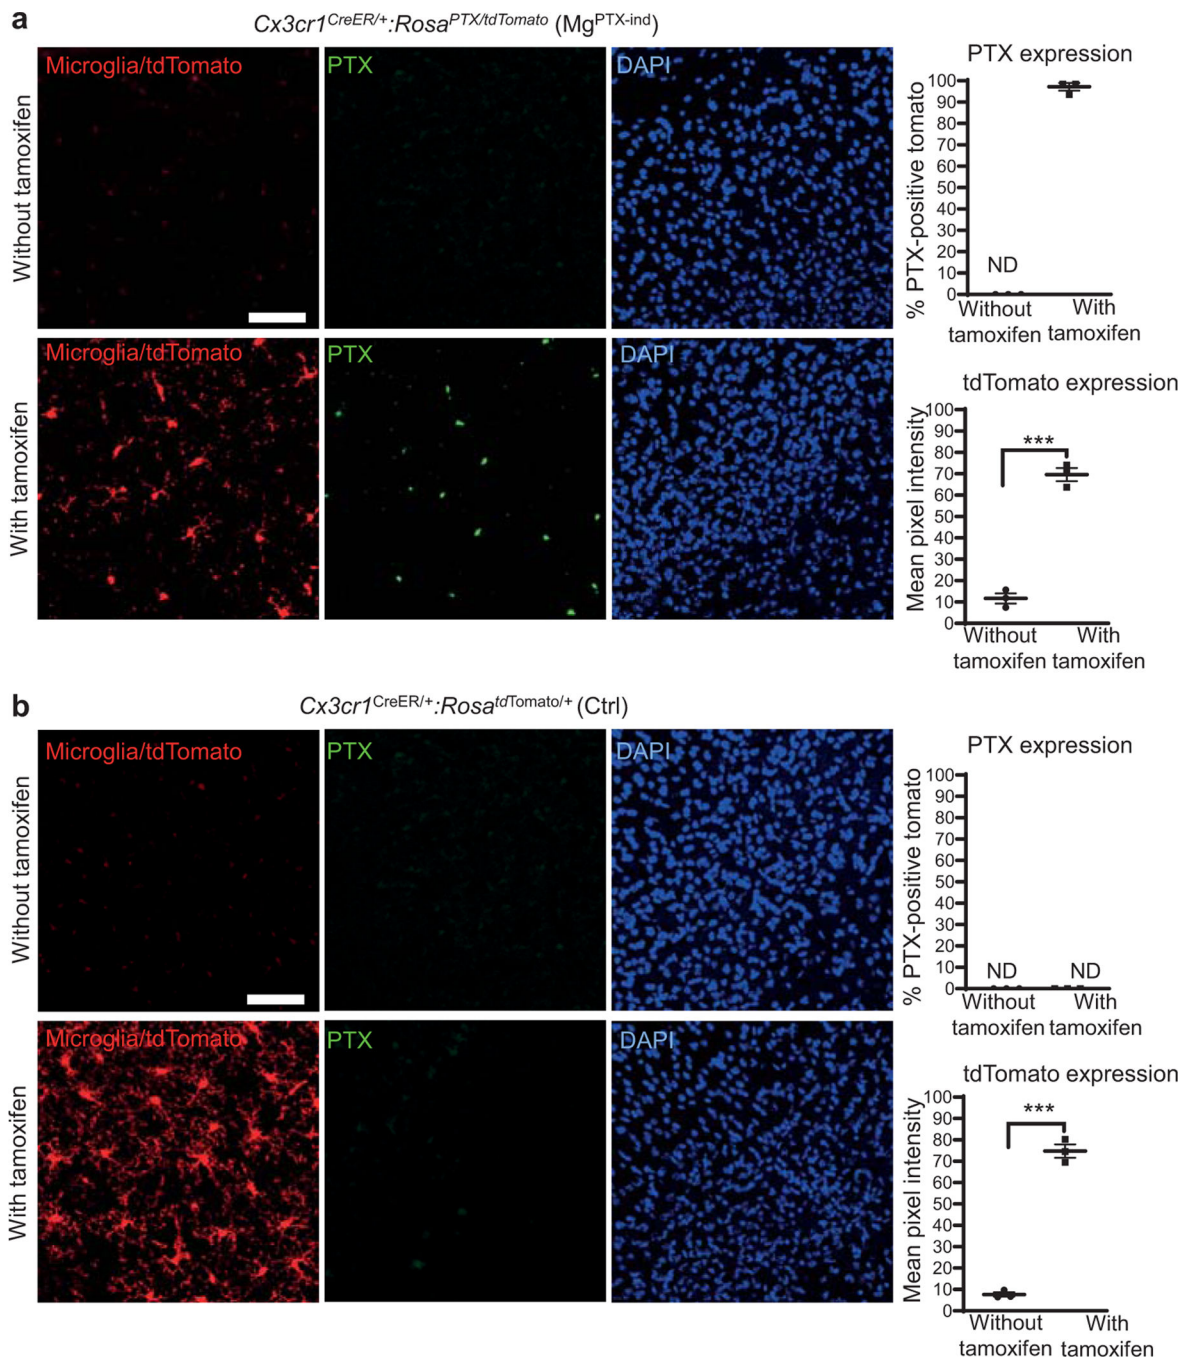 a
Cx3cr1CreER/+:RosaPTX/tdTomato (MgPTX-ind)
Without tamoxifen
Microglia/tdTomato
PTX
DAPI
PTX expression
% PTX-positive tomato
100
90
80
70
60
50
40
30
20
10
0
ND
Without tamoxifen
With tamoxifen
With tamoxifen
Microglia/tdTomato
PTX
DAPI
tdTomato expression
Mean pixel intensity
100
90
80
70
60
50
40
30
20
10
0
***
Without tamoxifen
With tamoxifen
b
Cx3cr1CreER/+:RosatdTomato/+ (Ctrl)
Without tamoxifen
Microglia/tdTomato
PTX
DAPI
PTX expression
% PTX-positive tomato
100
90
80
70
60
50
40
30
20
10
0
ND
ND
Without tamoxifen
With tamoxifen
With tamoxifen
Microglia/tdTomato
PTX
DAPI
tdTomato expression
Mean pixel intensity
100
90
80
70
60
50
40
30
20
10
0
***
Without tamoxifen
With tamoxifen